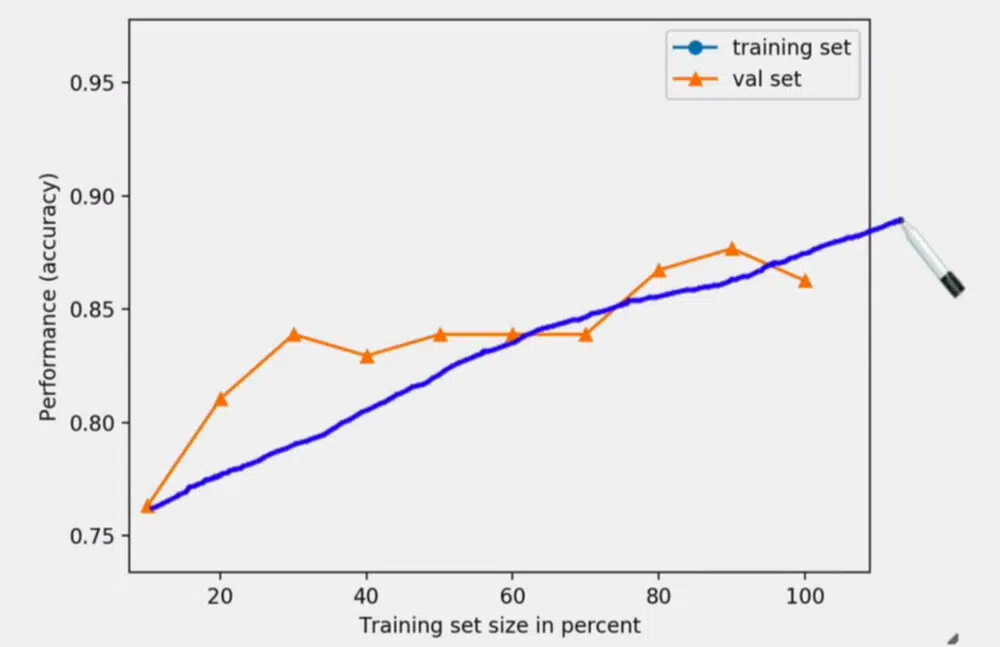 training set
val set
0.95
0.90
0.85
0.80
0.75
Performance (accuracy)
20 40 60 80 100
Training set size in percent